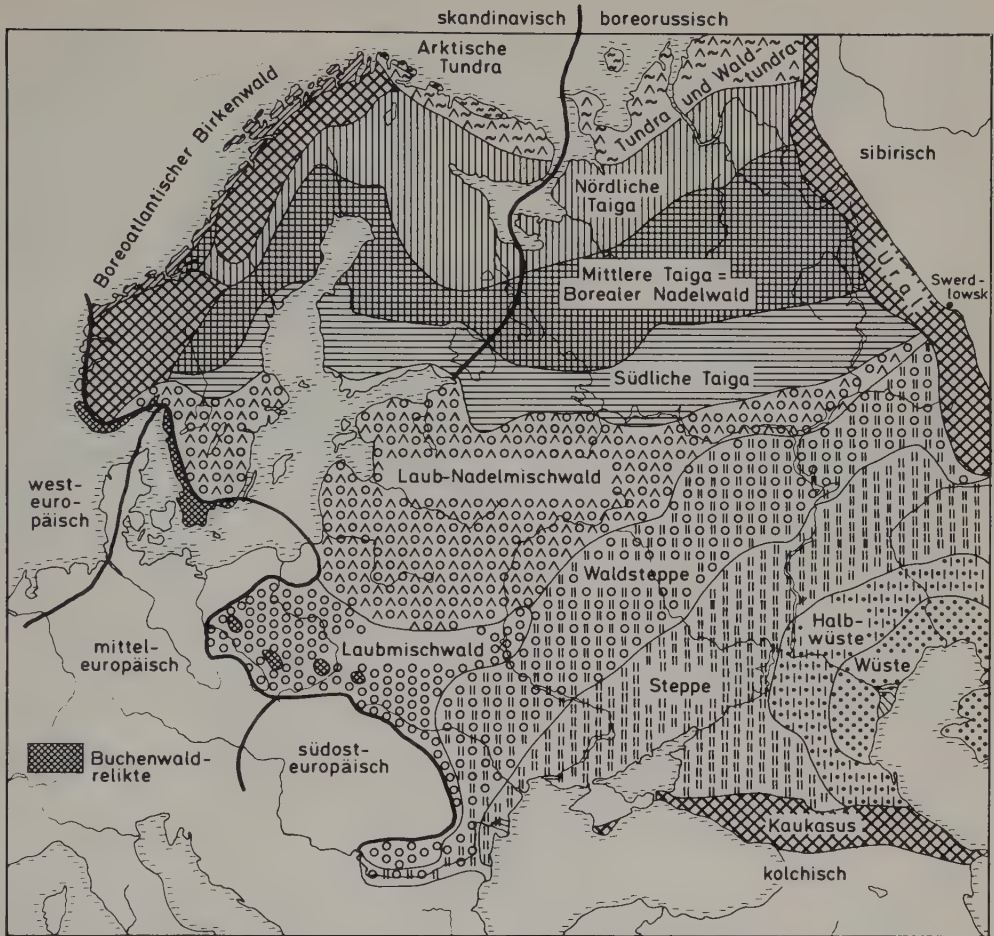 skandinavisch
boreorussisch
Arktische
Tundra
Boreoatlantischer Birkenwald
Tundra und Wald-
tundra
sibirisch
Nördliche
Taiga
Ural
Swerd-
lowsk
Mittlere Taiga =
Borealer Nadelwald
Südliche Taiga
west-
euro-
päisch
Laub-Nadelmischwald
Waldsteppe
Halb-
wüste
mittel-
europäisch
Laubmischwald
Wüste
Steppe
südost-
europäisch
Buchenwald-
relikte
Kaukasus
kolchisch